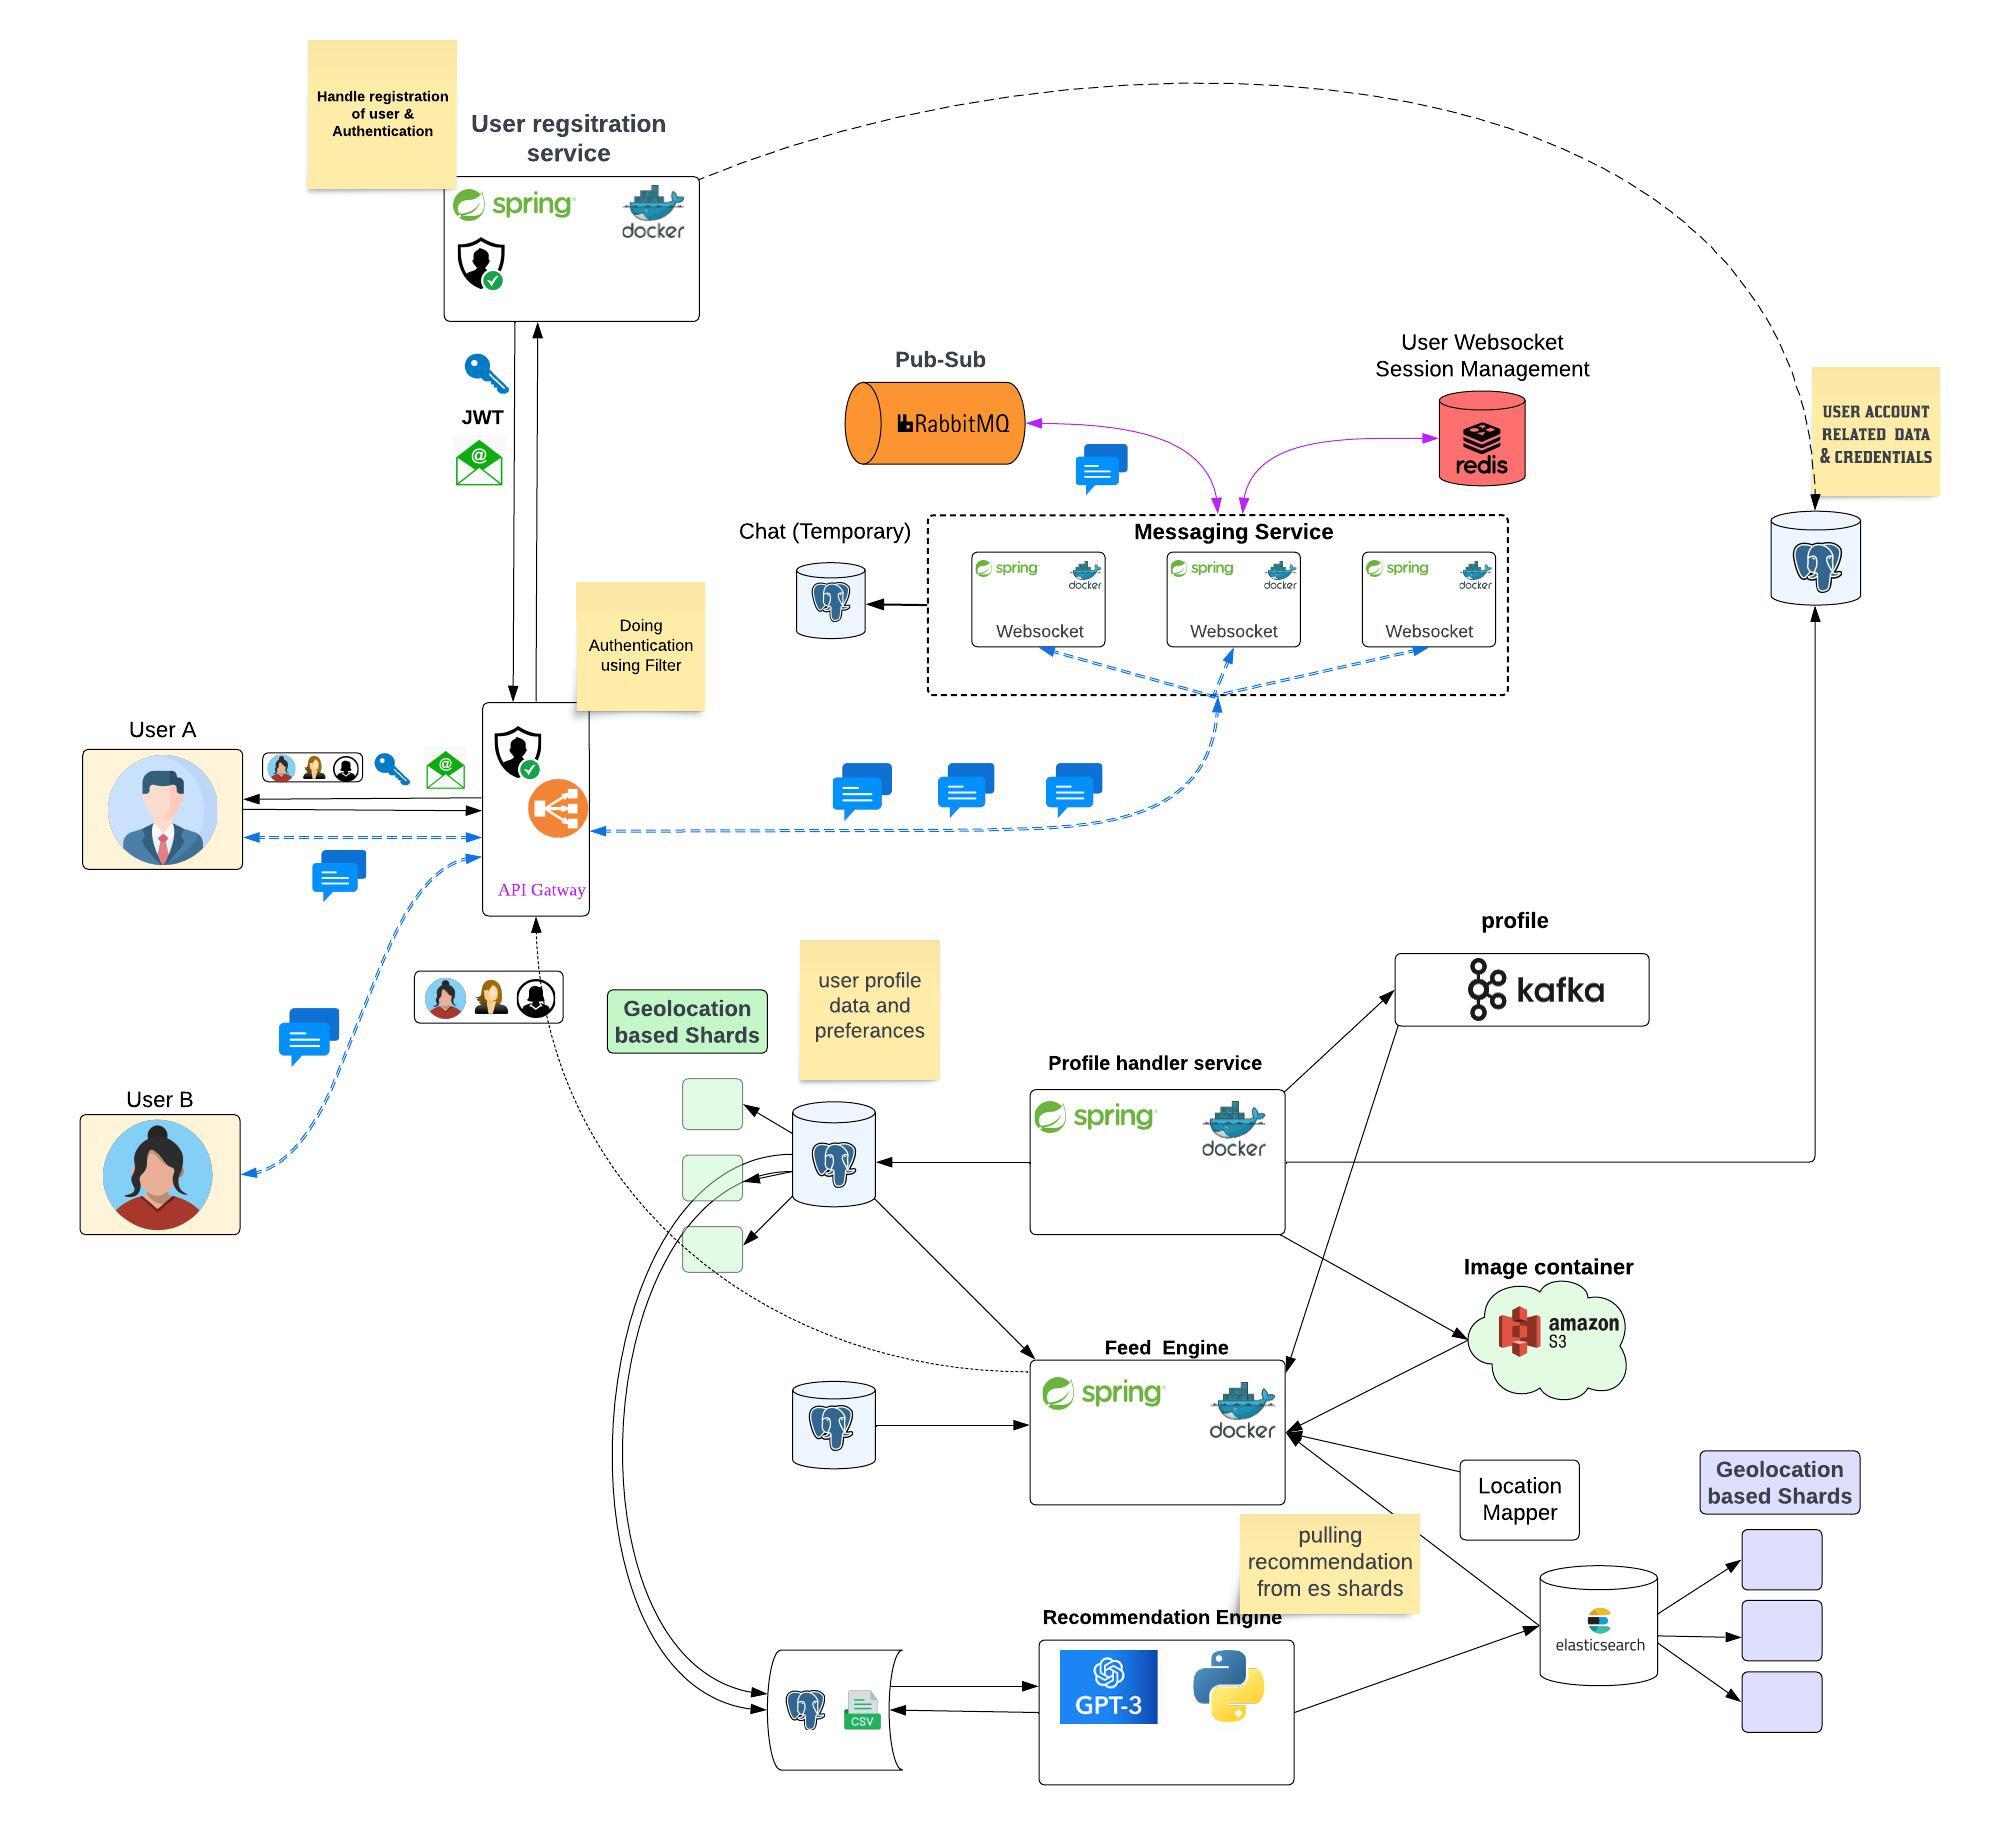 Handle registration
of user &
Authentication
User regsitration
service
spring
docker
JWT
@
Pub-Sub
RabbitMQ
User Websocket
Session Management
redis
USER ACCOUNT
RELATED DATA
& CREDENTIALS
Chat (Temporary)
Messaging Service
spring
docker
Websocket
spring
docker
Websocket
spring
docker
Websocket
Doing
Authentication
using Filter
User A
@
API Gatway
User B
Geolocation
based Shards
user profile
data and
preferances
profile
kafka
Profile handler service
spring
docker
Image container
amazon
S3
Feed Engine
spring
docker
Location
Mapper
Geolocation
based Shards
pulling
recommendation
from es shards
Recommendation Engine
GPT-3
CSV
elasticsearch